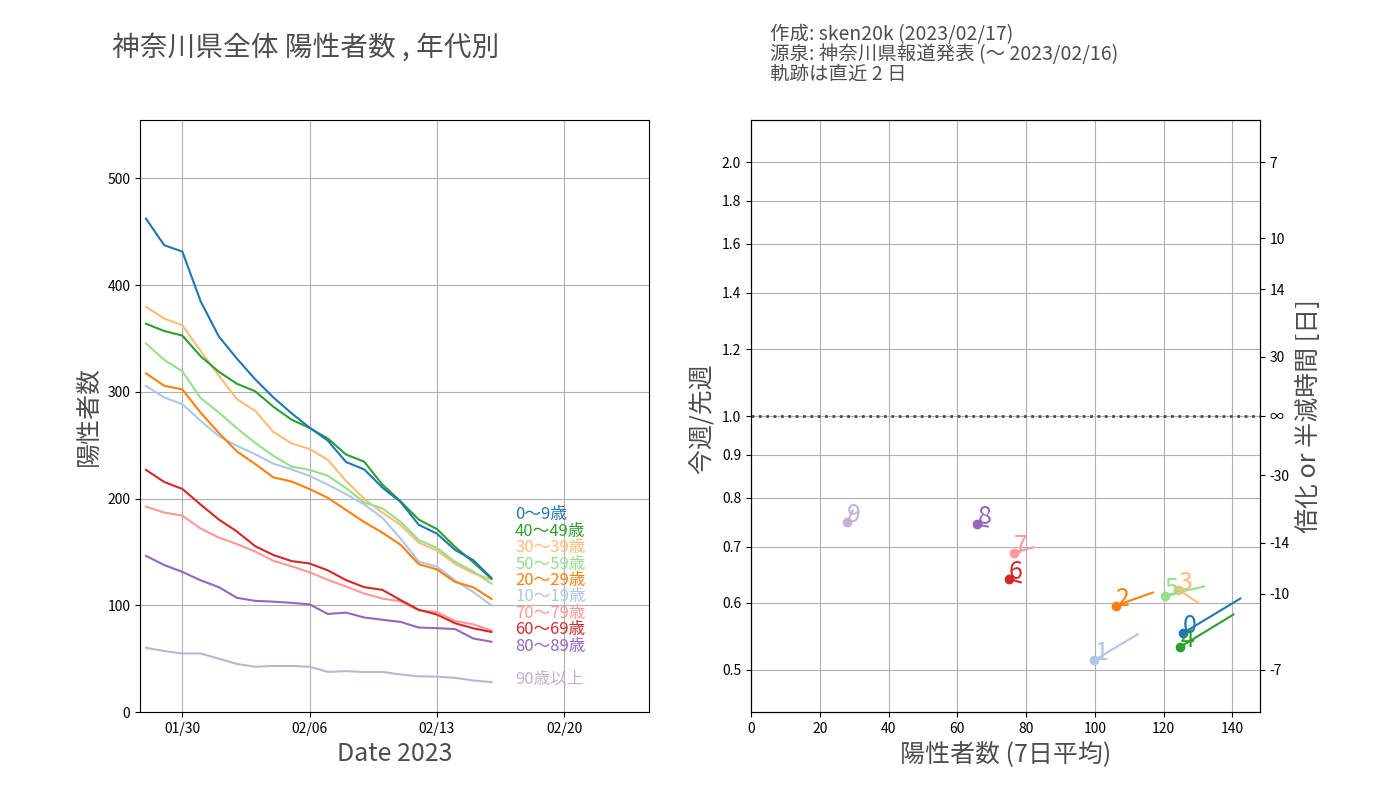 神奈川県全体 陽性者数 , 年代別
作成: sken20k (2023/02/17)
源泉: 神奈川県報道発表 (～ 2023/02/16)
軌跡は直近 2 日
陽性者数
500
400
300
200
100
0
01/30
02/06
02/13
02/20
Date 2023
0～9歳
40～49歳
30～39歳
50～59歳
20～29歳
10～19歳
70～79歳
60～69歳
80～89歳
90歳以上
今週/先週
2.0
1.8
1.6
1.4
1.2
1.0
0.9
0.8
0.7
0.6
0.5
9
8
7
6
5
3
2
0
4
1
0
20
40
60
80
100
120
140
陽性者数 (7日平均)
7
10
14
30
∞
-30
-14
-10
-7
倍化 or 半減時間 [日]